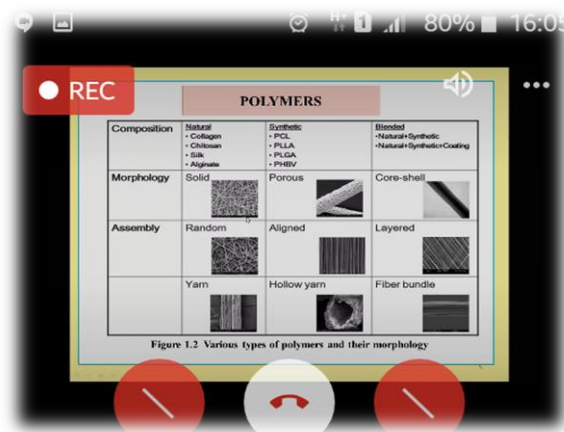 1 80% 16:05
REC
POLYMERS
Composition Natural Synthetic Blended
• Collagen • PCL •Natural+Synthetic
• Chitosan • PLLA •Natural+Synthetic+Coating
• Silk • PLGA
• Alginate • PHBV
Morphology Solid Porous Core-shell
Assembly Random Aligned Layered
Yarn Hollow yarn Fiber bundle
Figure 1.2 Various types of polymers and their morphology